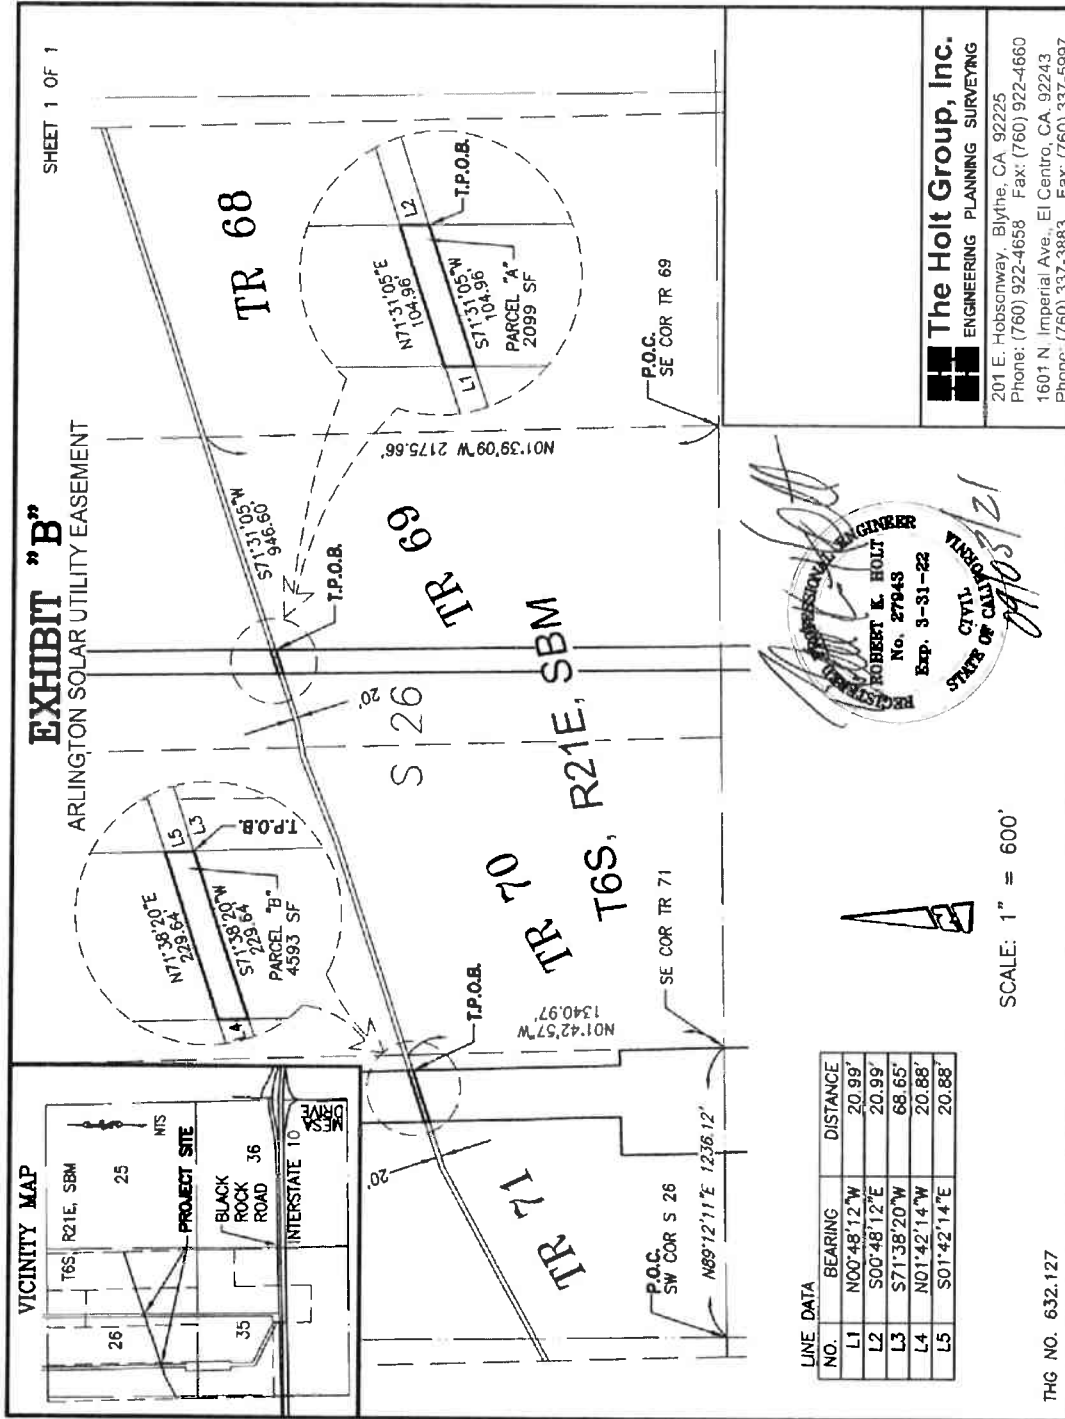 SHEET 1 OF 1
EXHIBIT "B"
ARLINGTON SOLAR UTILITY EASEMENT
VICINITY MAP
T6S, R21E, SBM
26
25
NTS
PROJECT SITE
35
BLACK
ROCK
ROAD
36
INTERSTATE 10
MESA
DRIVE
N71°38'20"E
229.64'
S71°38'20"W
229.64'
PARCEL "B"
4593 SF
L4
L5
L3
T.P.O.B.
S71°31'05"W
946.60'
TR 68
N71°31'05"E
104.96'
S71°31'05"W
104.96'
PARCEL "A"
2099 SF
L1
L2
T.P.O.B.
T.P.O.B.
20'
S 26
TR 69
N01°39'09"W 2175.66'
T.P.O.B.
20'
TR 71
TR 70
N01°42'57"W
1340.97'
T6S, R21E, SBM
P.O.C.
SW COR S 26
N89°12'11"E 1236.12'
SE COR TR 71
P.O.C.
SE COR TR 69
LINE DATA
NO. BEARING DISTANCE
L1 N00°48'12"W 20.99'
L2 S00°48'12"E 20.99'
L3 S71°38'20"W 68.65'
L4 N01°42'14"W 20.88'
L5 S01°42'14"E 20.88'
SCALE: 1" = 600'
REGISTERED PROFESSIONAL ENGINEER
ROBERT K. HOLT
No. 27943
Exp. 3-31-22
CIVIL
STATE OF CALIFORNIA
The Holt Group, Inc.
ENGINEERING PLANNING SURVEYING
201 E. Hobsonway, Blythe, CA 92225
Phone: (760) 922-4658 Fax: (760) 922-4660
1601 N. Imperial Ave., El Centro, CA. 92243
Phone: (760) 337-3883 Fax: (760) 337-5997
THG NO. 632.127